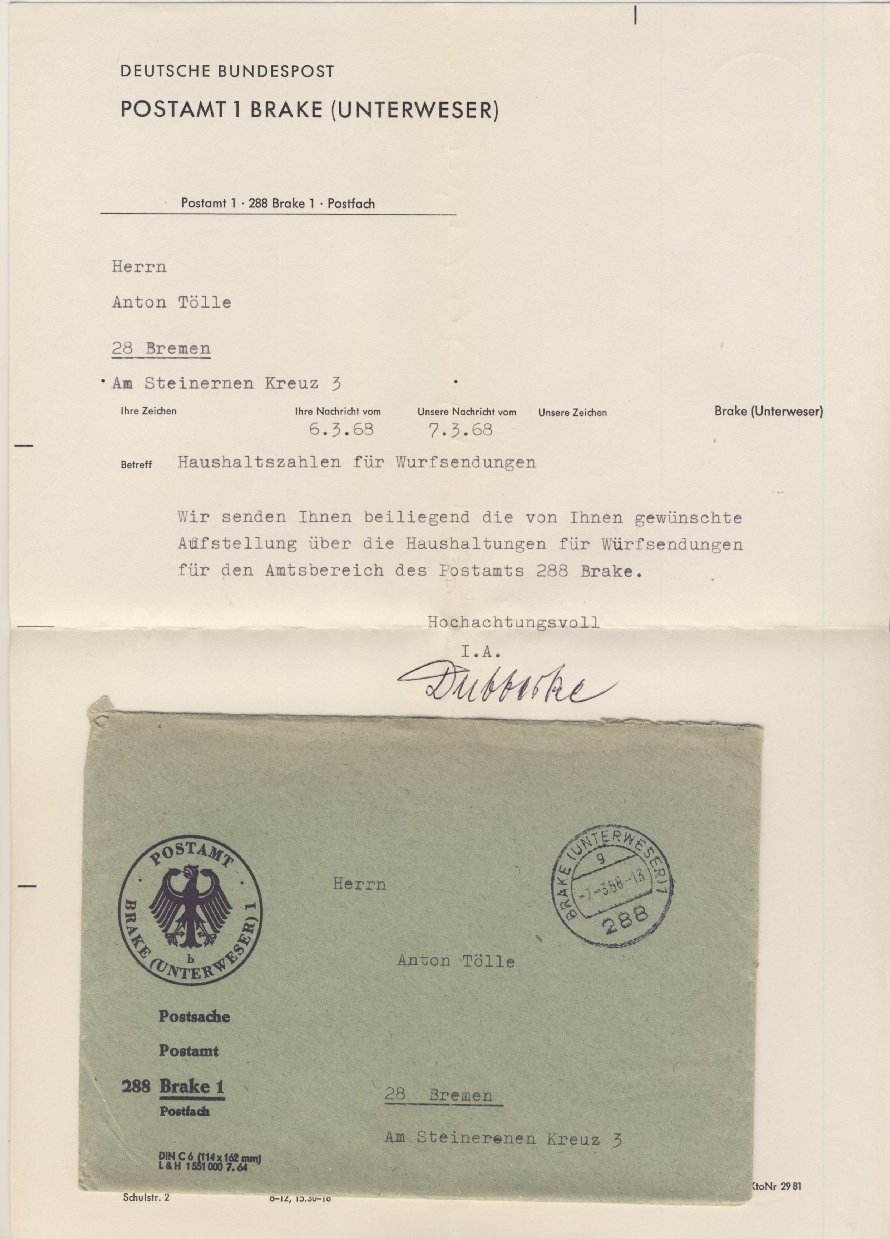 DEUTSCHE BUNDESPOST
POSTAMT 1 BRAKE (UNTERWESER)
Postamt 1 · 288 Brake 1 · Postfach
Herrn
Anton Tölle
28 Bremen
Am Steinernen Kreuz 3
Ihre Zeichen Ihre Nachricht vom Unsere Nachricht vom Unsere Zeichen Brake (Unterweser)
6.3.68 7.3.68
Betreff Haushaltszahlen für Wurfsendungen
Wir senden Ihnen beiliegend die von Ihnen gewünschte
Aufstellung über die Haushaltungen für Würfsendungen
für den Amtsbereich des Postamts 288 Brake.
Hochachtungsvoll
I.A.
POSTAMT
BRAKE (UNTERWESER) 1
b
BRAKE (UNTERWESER) 1
g
288
Herrn
Anton Tölle
28 Bremen
Am Steinerenen Kreuz 3
Postsache
Postamt
288 Brake 1
Postfach
DIN C 6 (114 x 162 mm)
L & H 1 551 000 7. 64
Schulstr. 2
KtoNr 29 81